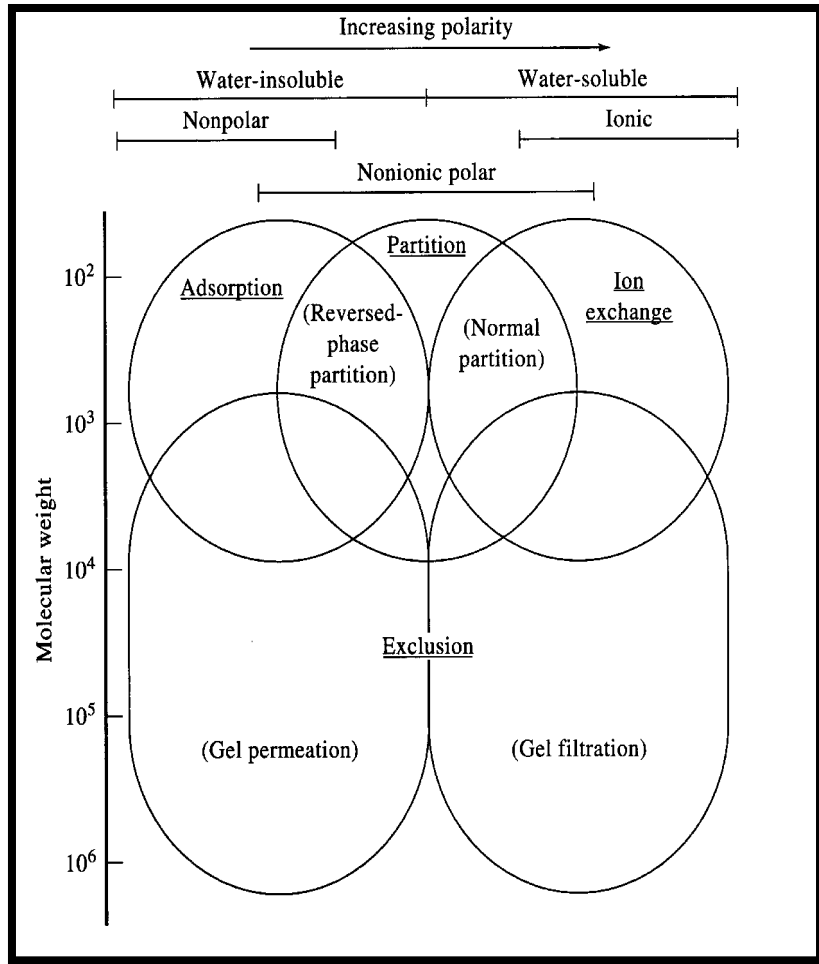 Increasing polarity
Water-insoluble
Water-soluble
Nonpolar
Ionic
Nonionic polar
Partition
10²
Adsorption
Ion
exchange
(Reversed-
phase
partition)
(Normal
partition)
10³
Molecular weight
10⁴
Exclusion
10⁵
(Gel permeation)
(Gel filtration)
10⁶